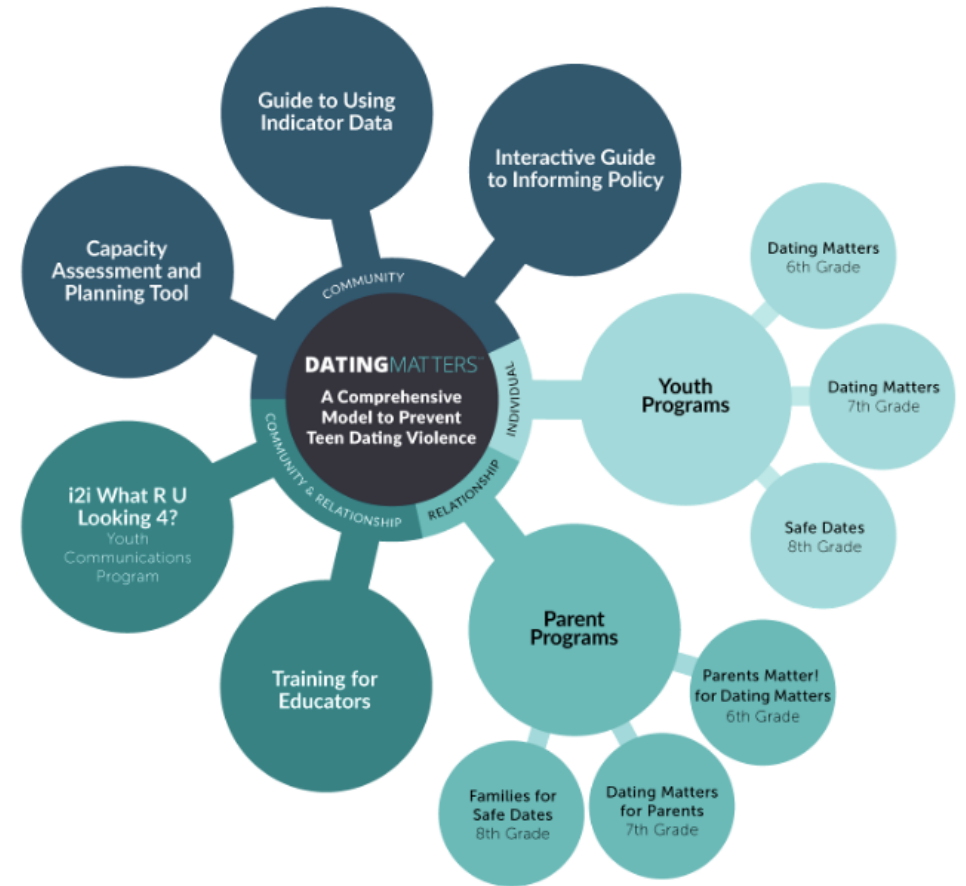 Guide to Using
Indicator Data
Interactive Guide
to Informing Policy
Capacity
Assessment and
Planning Tool
COMMUNITY
DATINGMATTERS™
A Comprehensive
Model to Prevent
Teen Dating Violence
INDIVIDUAL
RELATIONSHIP
COMMUNITY & RELATIONSHIP
Youth
Programs
Dating Matters
6th Grade
Dating Matters
7th Grade
Safe Dates
8th Grade
i2i What R U
Looking 4?
Youth
Communications
Program
Training for
Educators
Parent
Programs
Parents Matter!
for Dating Matters
6th Grade
Dating Matters
for Parents
7th Grade
Families for
Safe Dates
8th Grade